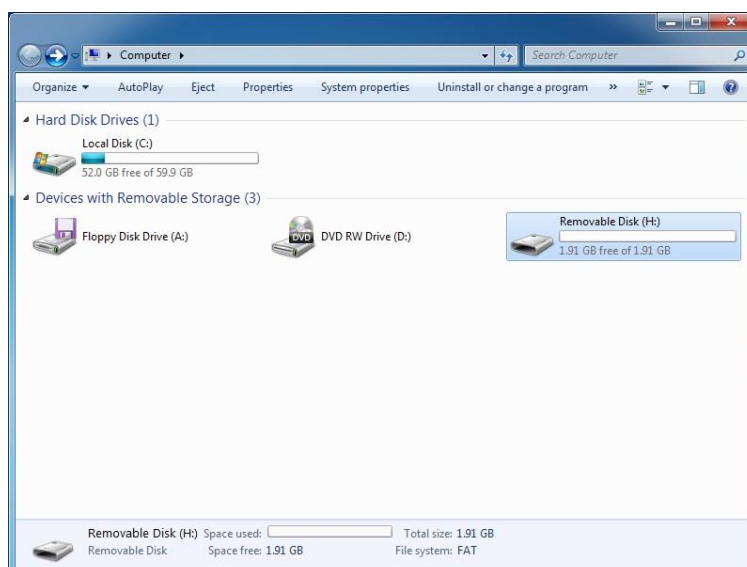 Computer
Search Computer
Organize AutoPlay Eject Properties System properties Uninstall or change a program »
Hard Disk Drives (1)
Local Disk (C:)
52.0 GB free of 59.9 GB
Devices with Removable Storage (3)
Floppy Disk Drive (A:)
DVD
DVD RW Drive (D:)
Removable Disk (H:)
1.91 GB free of 1.91 GB
Removable Disk (H:) Space used: Total size: 1.91 GB
Removable Disk Space free: 1.91 GB File system: FAT